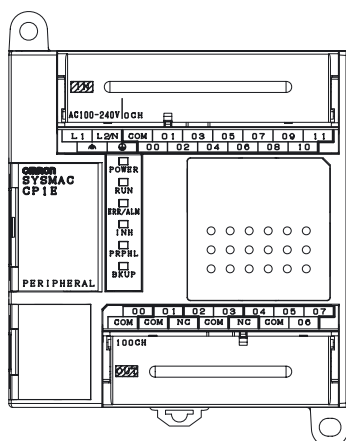 AC100-240V 0CH
L1 L2/N COM 01 03 05 07 09 11
00 02 04 06 08 10
OMRON
SYSMAC
CP1E
POWER
RUN
ERR/ALM
INH
PRPHL
BKUP
PERIPHERAL
00 01 02 03 04 05 07
COM COM NC COM NC COM 06
100CH